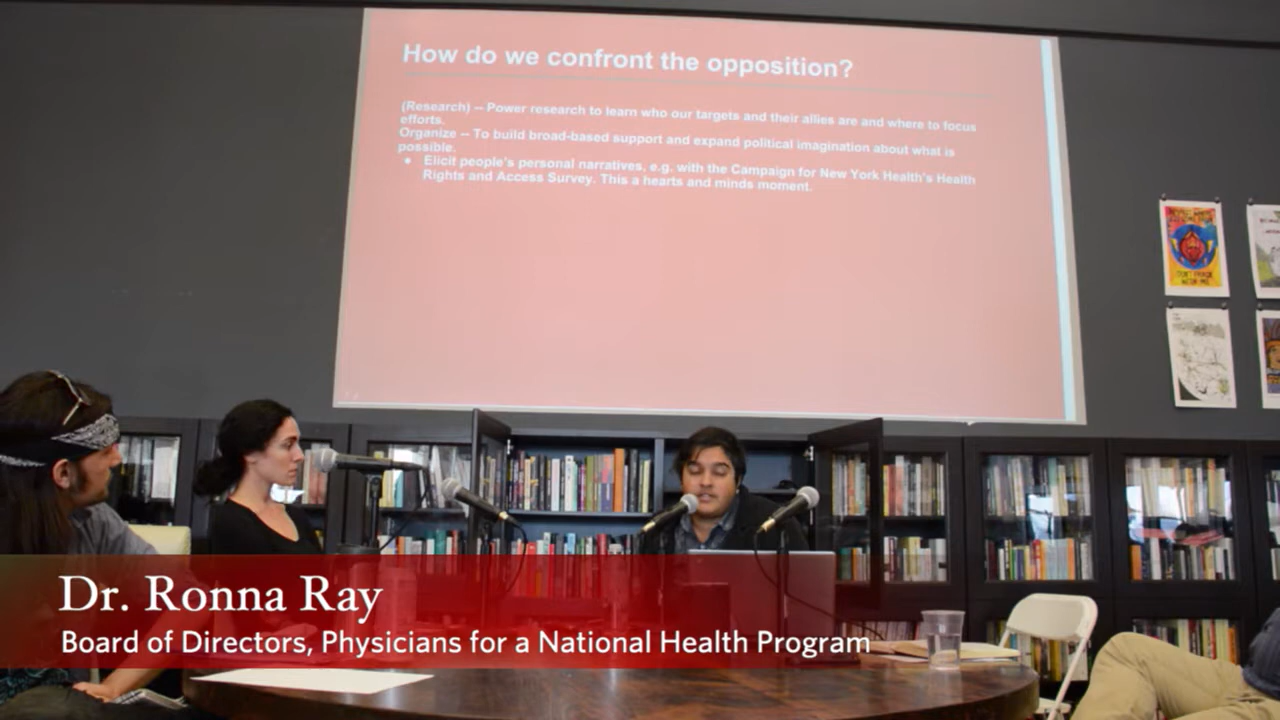 How do we confront the opposition?
(Research) -- Power research to learn who our targets and their allies are and where to focus
efforts.
Organize -- To build broad-based support and expand political imagination about what is
possible.
● Elicit people's personal narratives, e.g. with the Campaign for New York Health's Health
Rights and Access Survey. This a hearts and minds moment.
Dr. Ronna Ray
Board of Directors, Physicians for a National Health Program